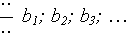 ∺ b₁; b₂; b₃; …